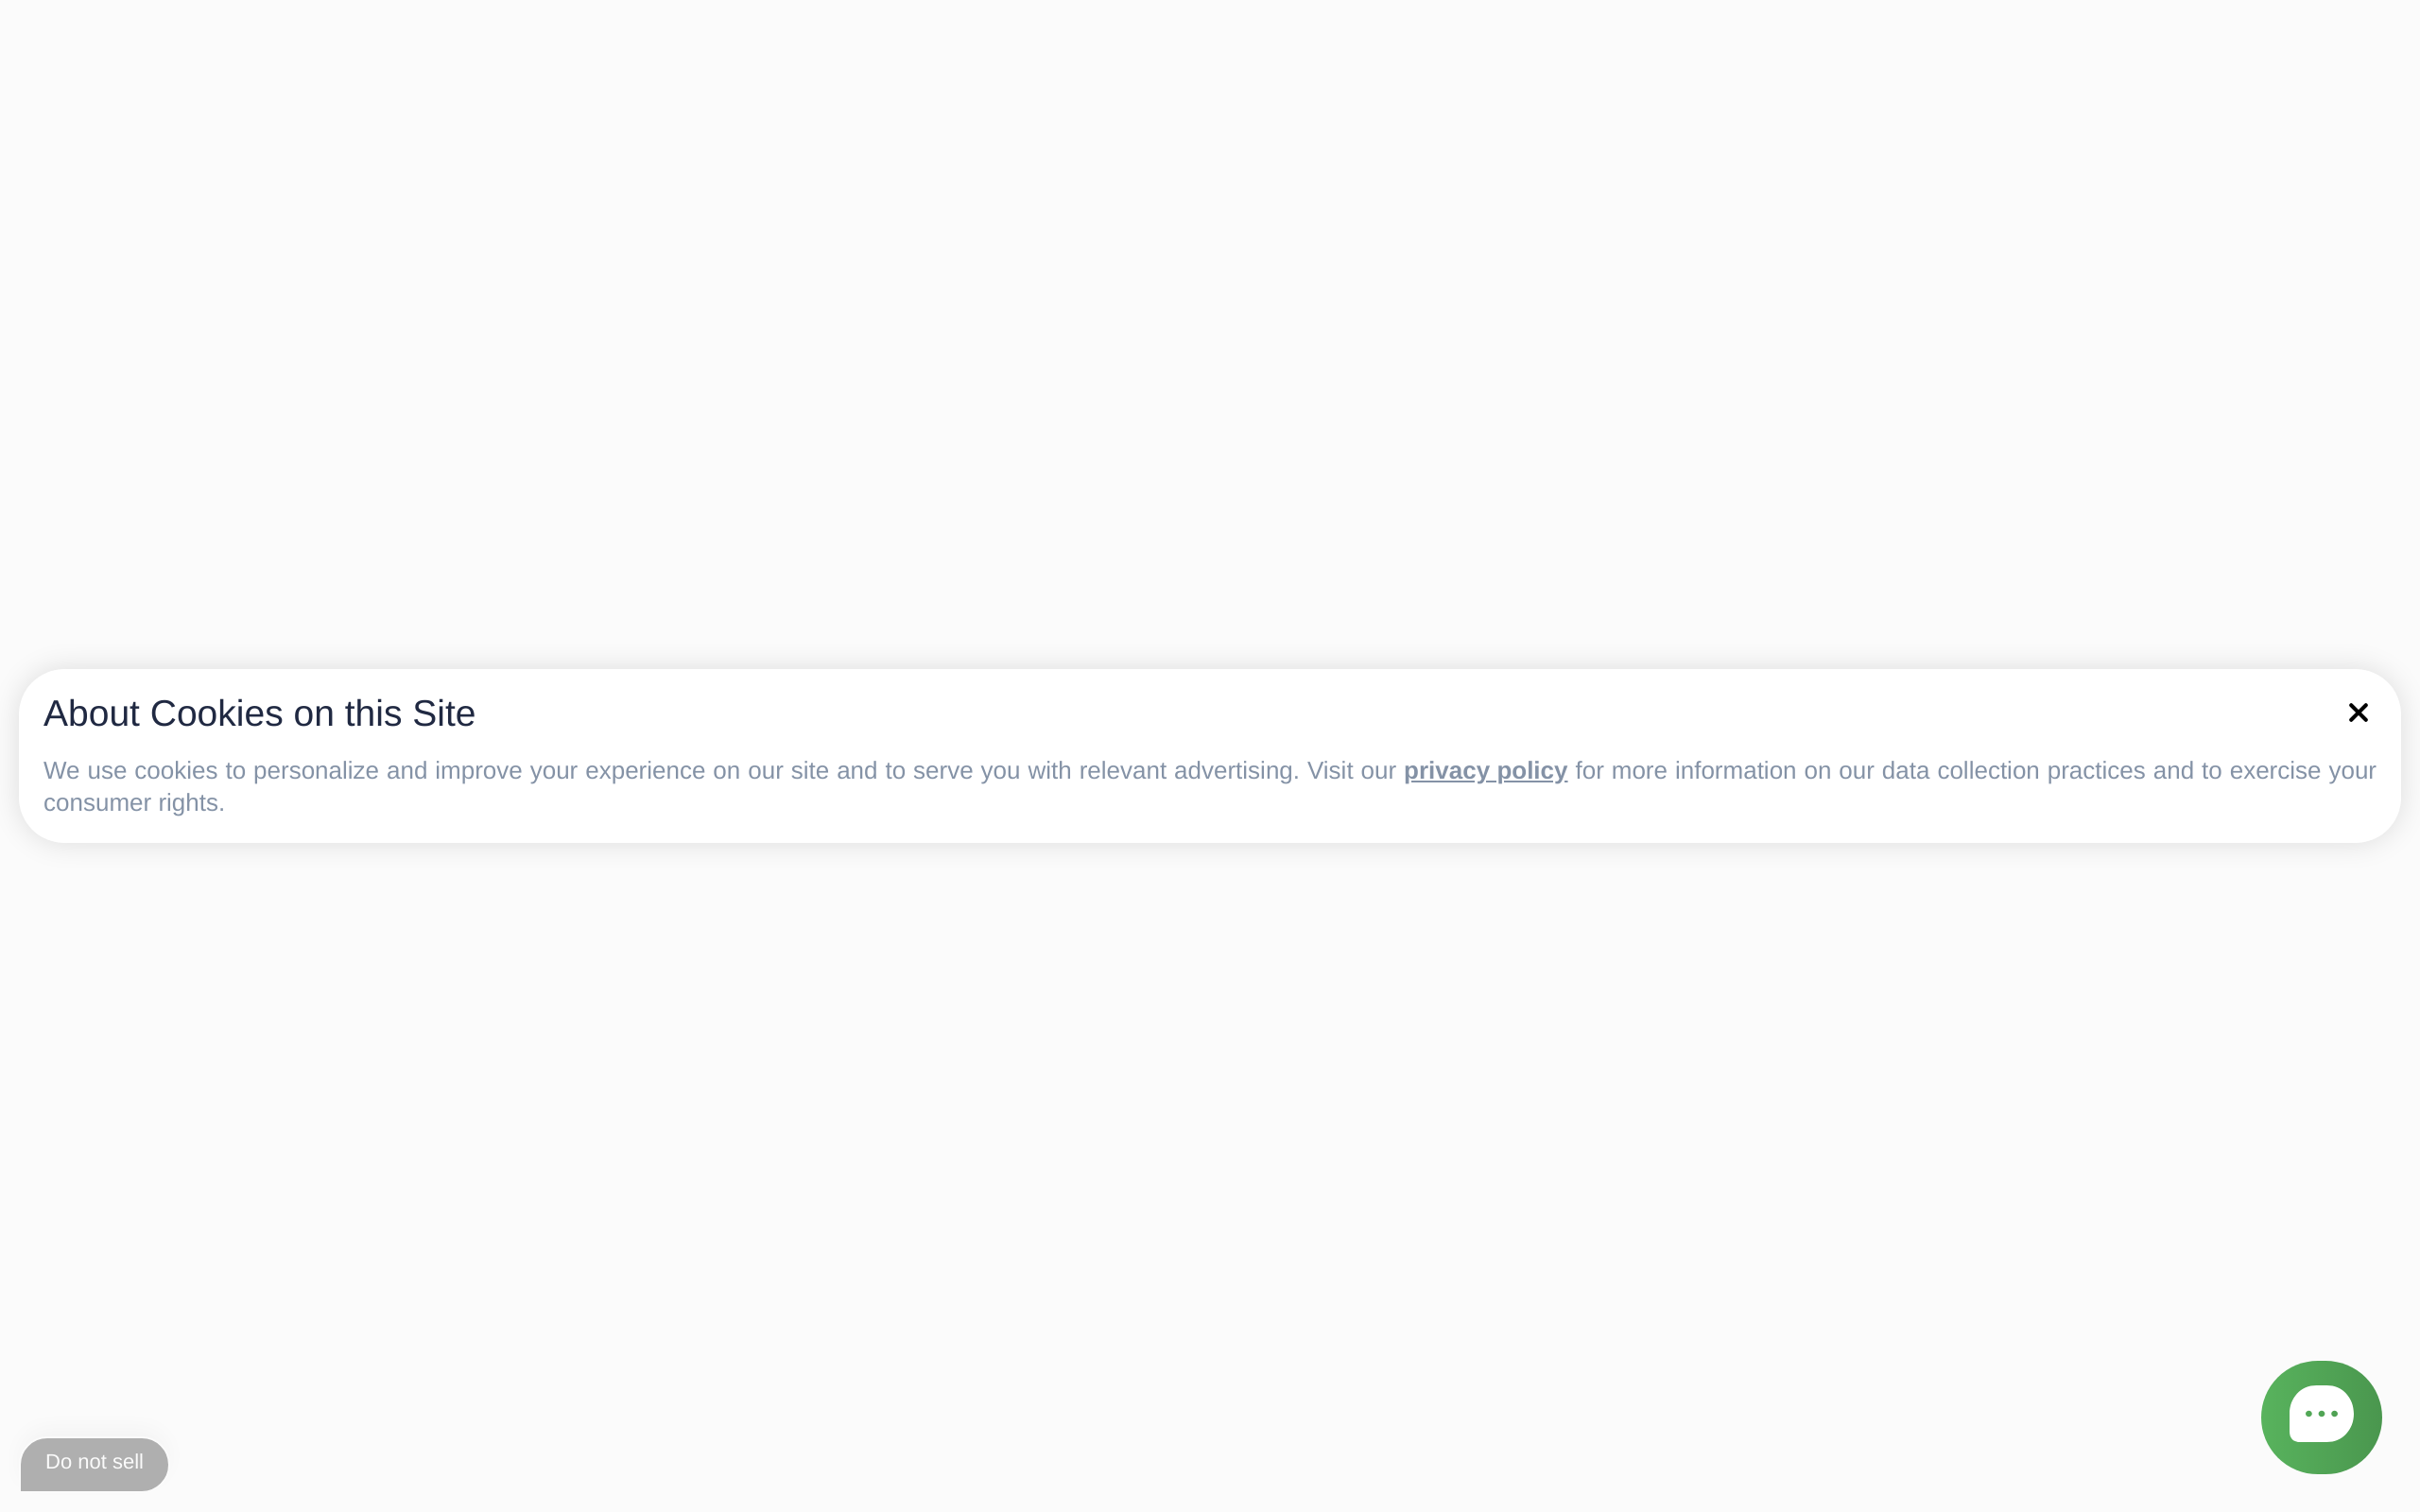 About Cookies on this Site
We use cookies to personalize and improve your experience on our site and to serve you with relevant advertising. Visit our privacy policy for more information on our data collection practices and to exercise your
consumer rights.
Do not sell